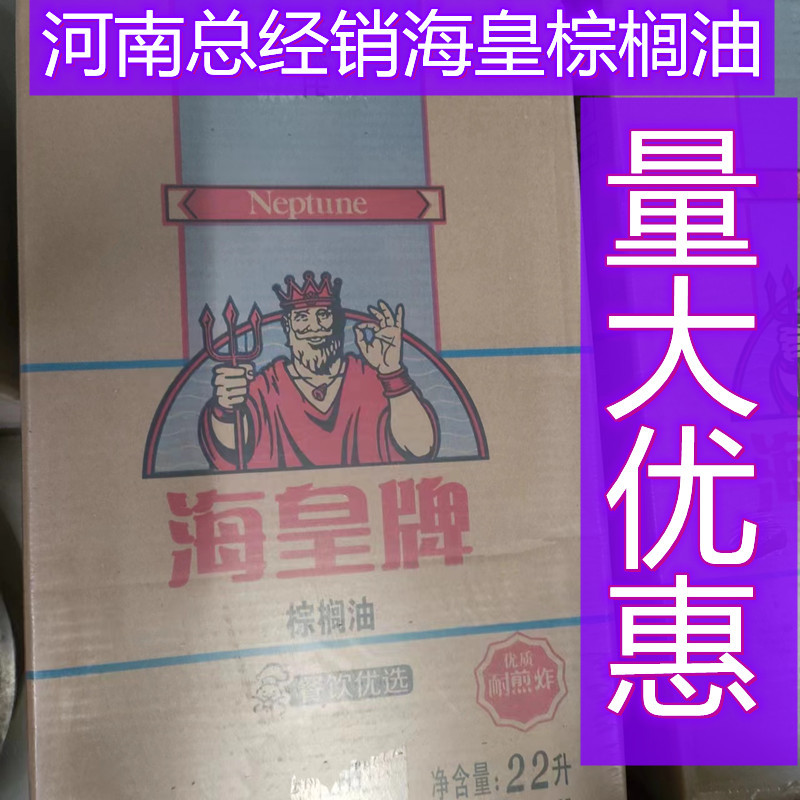 河南总经销海皇棕榈油
量大优惠
Neptune
海皇牌
棕榈油
餐饮优选
优质
耐煎炸
净含量:22升